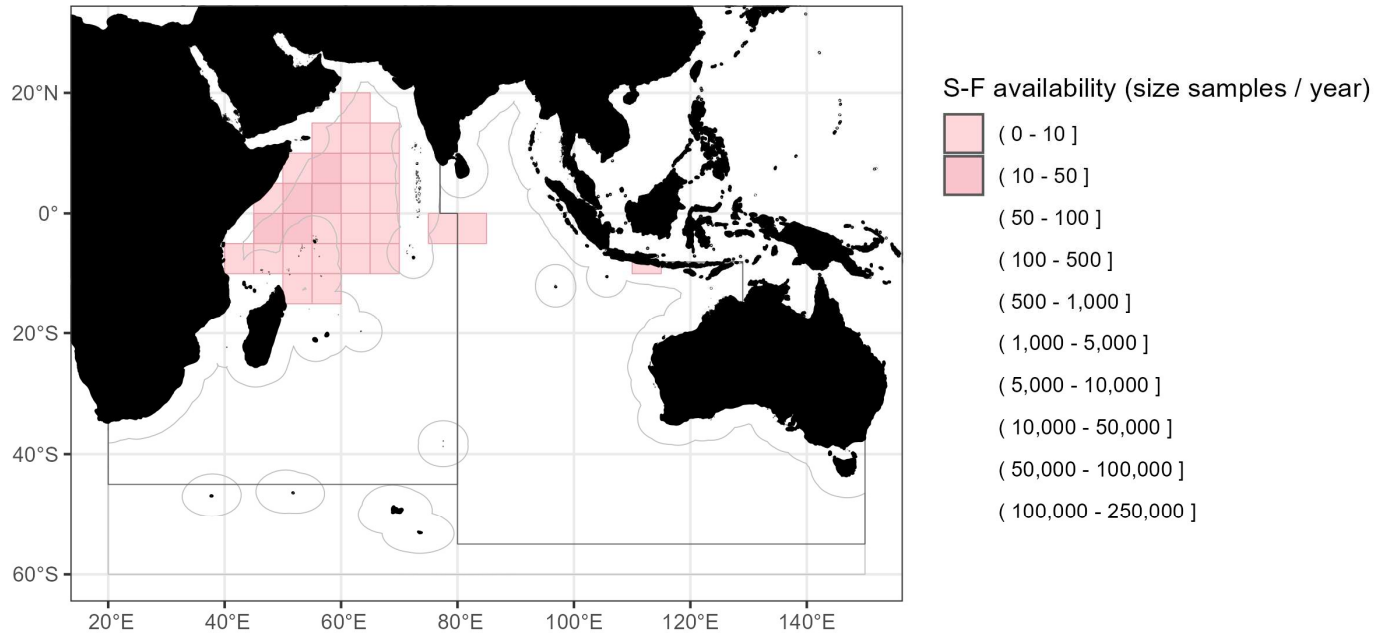 20°N
0°
20°S
40°S
60°S
20°E
40°E
60°E
80°E
100°E
120°E
140°E
S-F availability (size samples / year)
( 0 - 10 ]
( 10 - 50 ]
( 50 - 100 ]
( 100 - 500 ]
( 500 - 1,000 ]
( 1,000 - 5,000 ]
( 5,000 - 10,000 ]
( 10,000 - 50,000 ]
( 50,000 - 100,000 ]
( 100,000 - 250,000 ]